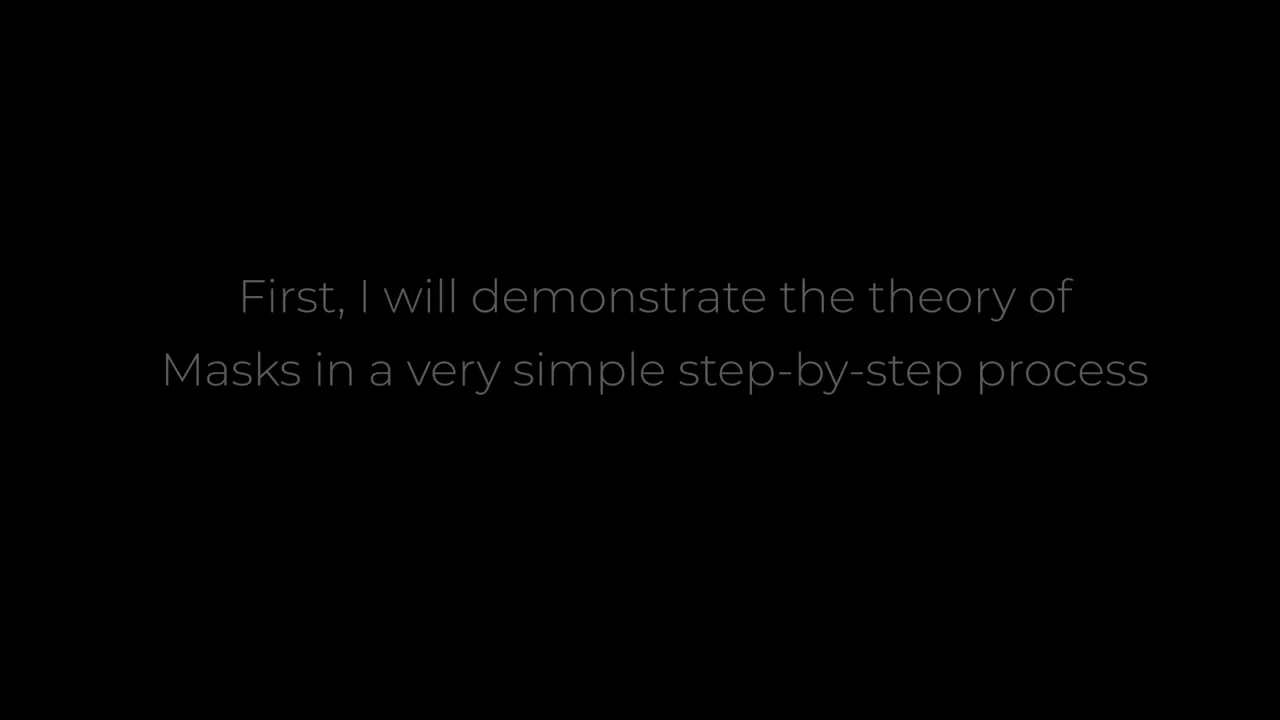 First, I will demonstrate the theory of
Masks in a very simple step-by-step process